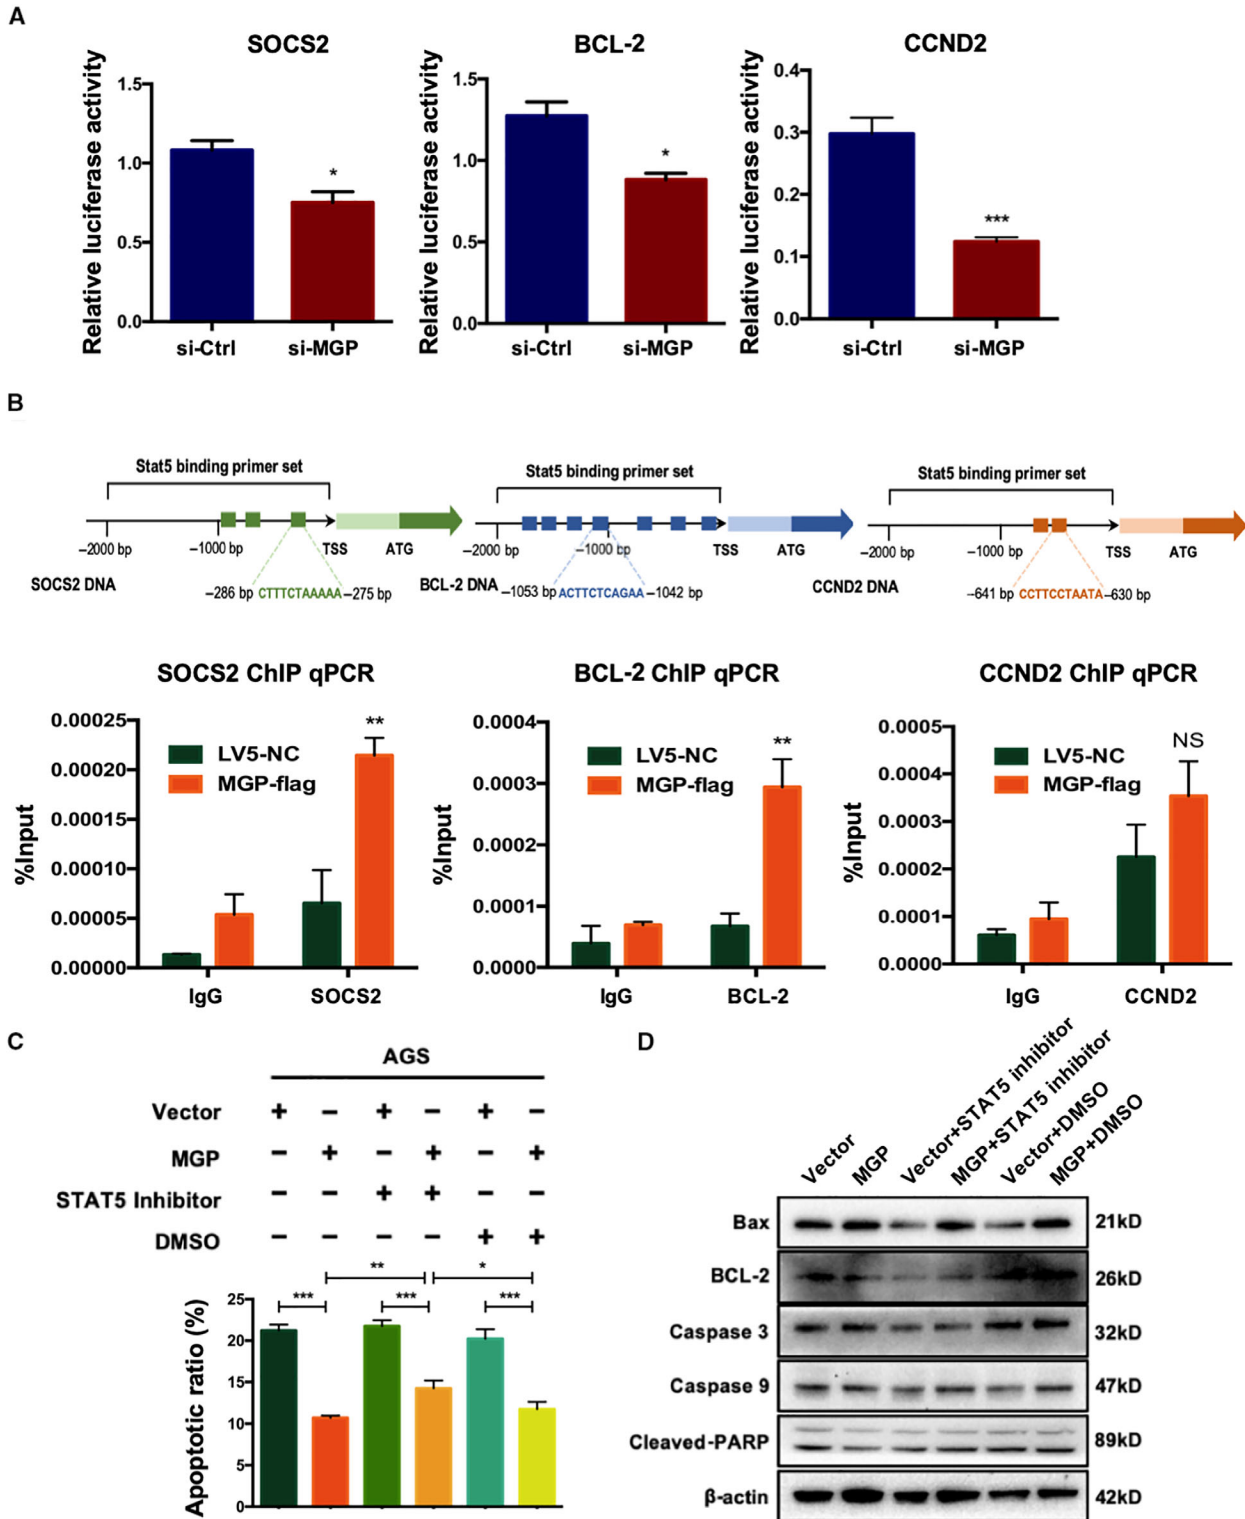 A
SOCS2
BCL-2
CCND2
Relative luciferase activity
1.5
1.0
0.5
0.0
*
si-Ctrl
si-MGP
Relative luciferase activity
1.5
1.0
0.5
0.0
*
si-Ctrl
si-MGP
Relative luciferase activity
0.4
0.3
0.2
0.1
0.0
***
si-Ctrl
si-MGP
B
Stat5 binding primer set
−2000 bp
−1000 bp
TSS
ATG
SOCS2 DNA
−286 bp CTTTCTAAAAA −275 bp
Stat5 binding primer set
−2000 bp
−1000 bp
TSS
ATG
BCL-2 DNA
−1053 bp ACTTCTCAGAA −1042 bp
Stat5 binding primer set
−2000 bp
−1000 bp
TSS
ATG
CCND2 DNA
−641 bp CCTTCCTAATA −630 bp
SOCS2 ChIP qPCR
%Input
0.00025
0.00020
0.00015
0.00010
0.00005
0.00000
LV5-NC
MGP-flag
**
IgG
SOCS2
BCL-2 ChIP qPCR
%Input
0.0004
0.0003
0.0002
0.0001
0.0000
LV5-NC
MGP-flag
**
IgG
BCL-2
CCND2 ChIP qPCR
%Input
0.0005
0.0004
0.0003
0.0002
0.0001
0.0000
LV5-NC
MGP-flag
NS
IgG
CCND2
C
AGS
Vector + − + − + −
MGP − + − + − +
STAT5 Inhibitor − − + + − −
DMSO − − − − + +
** *
*** *** ***
Apoptotic ratio (%)
25
20
15
10
5
0
D
Vector
MGP
Vector+STAT5 inhibitor
MGP+STAT5 inhibitor
Vector+DMSO
MGP+DMSO
Bax 21kD
BCL-2 26kD
Caspase 3 32kD
Caspase 9 47kD
Cleaved-PARP 89kD
β-actin 42kD